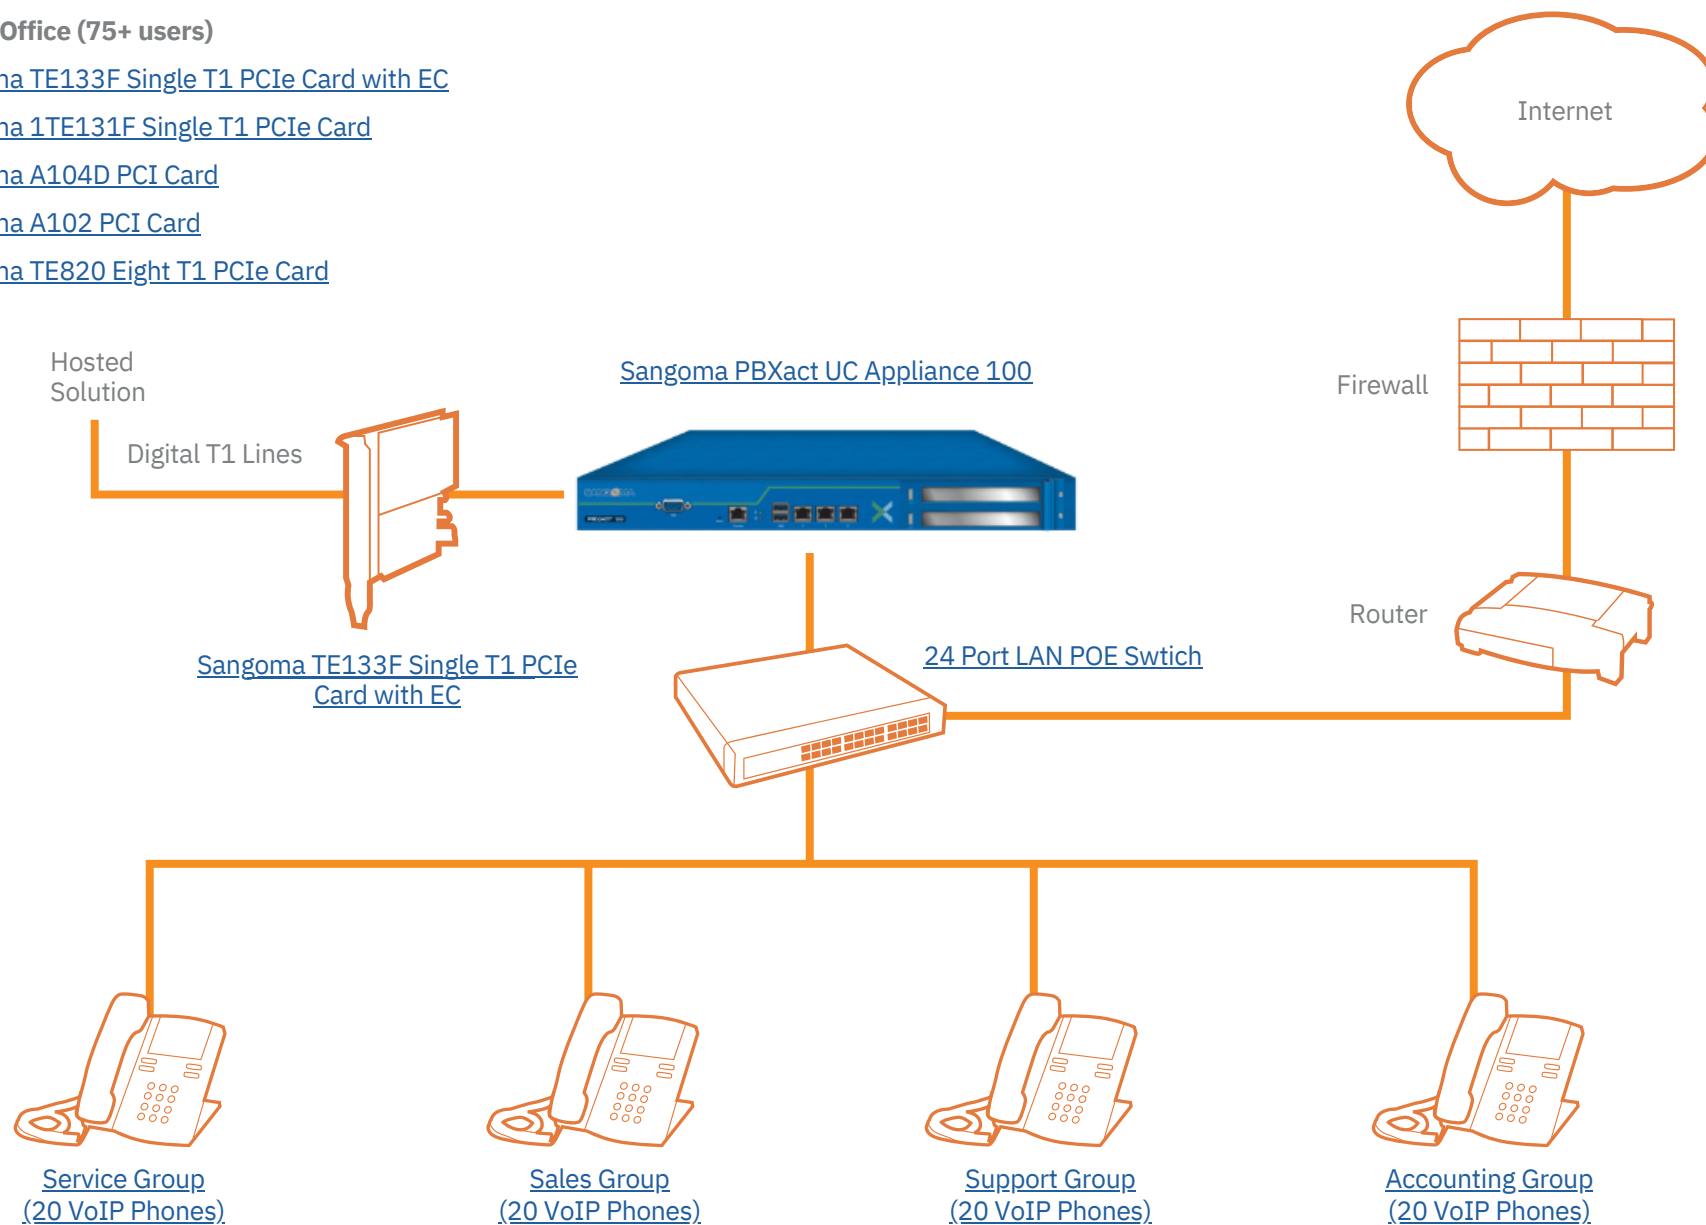 Office (75+ users)
na TE133F Single T1 PCIe Card with EC
na 1TE131F Single T1 PCIe Card
na A104D PCI Card
na A102 PCI Card
na TE820 Eight T1 PCIe Card
Internet
Hosted
Solution
Digital T1 Lines
Sangoma PBXact UC Appliance 100
Firewall
SANGOMA
Router
Sangoma TE133F Single T1 PCIe
Card with EC
24 Port LAN POE Swtich
Service Group
(20 VoIP Phones)
Sales Group
(20 VoIP Phones)
Support Group
(20 VoIP Phones)
Accounting Group
(20 VoIP Phones)